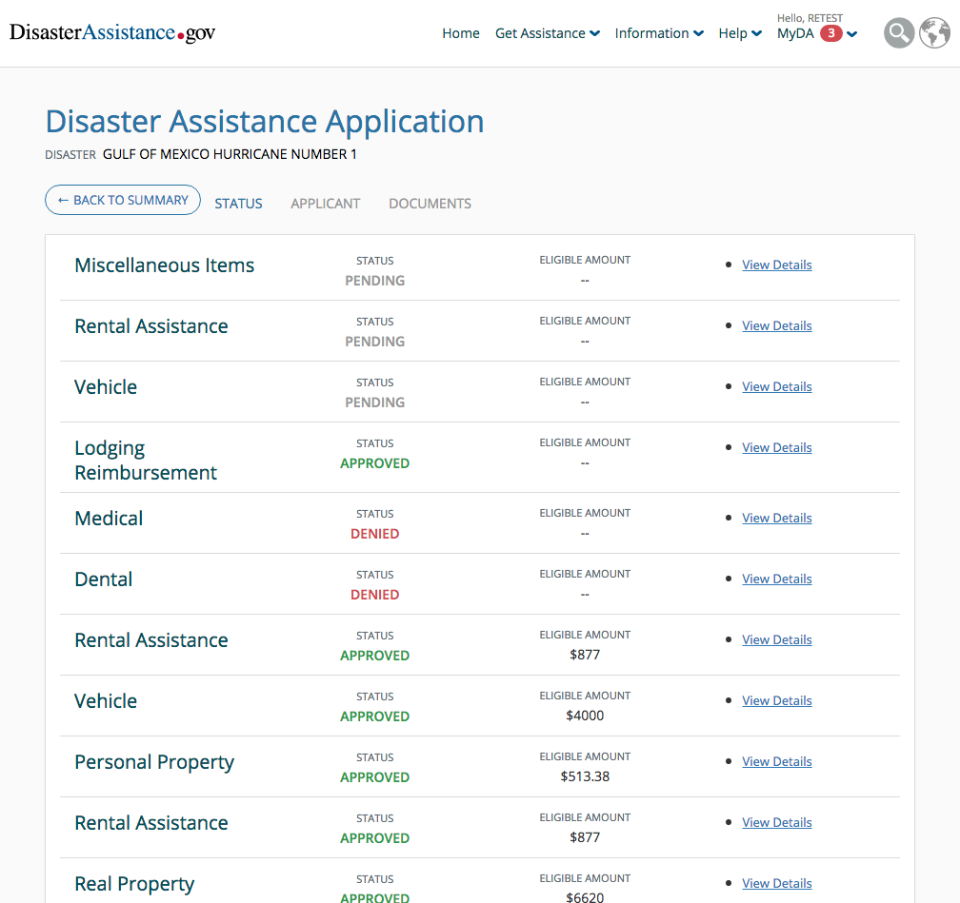 DisasterAssistance.gov
Home Get Assistance Information Help
Hello, RETEST
MyDA 3
Disaster Assistance Application
DISASTER GULF OF MEXICO HURRICANE NUMBER 1
← BACK TO SUMMARY STATUS APPLICANT DOCUMENTS
Miscellaneous Items
STATUS
PENDING
ELIGIBLE AMOUNT
--
• View Details
Rental Assistance
STATUS
PENDING
ELIGIBLE AMOUNT
--
• View Details
Vehicle
STATUS
PENDING
ELIGIBLE AMOUNT
--
• View Details
Lodging
Reimbursement
STATUS
APPROVED
ELIGIBLE AMOUNT
--
• View Details
Medical
STATUS
DENIED
ELIGIBLE AMOUNT
--
• View Details
Dental
STATUS
DENIED
ELIGIBLE AMOUNT
--
• View Details
Rental Assistance
STATUS
APPROVED
ELIGIBLE AMOUNT
$877
• View Details
Vehicle
STATUS
APPROVED
ELIGIBLE AMOUNT
$4000
• View Details
Personal Property
STATUS
APPROVED
ELIGIBLE AMOUNT
$513.38
• View Details
Rental Assistance
STATUS
APPROVED
ELIGIBLE AMOUNT
$877
• View Details
Real Property
STATUS
APPROVED
ELIGIBLE AMOUNT
$6620
• View Details